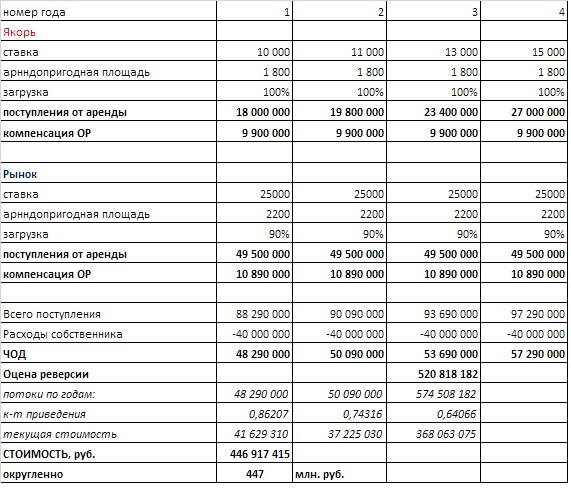 номер года 1 2 3 4
Якорь
ставка 10 000 11 000 13 000 15 000
арндопригодная площадь 1 800 1 800 1 800 1 800
загрузка 100% 100% 100% 100%
поступления от аренды 18 000 000 19 800 000 23 400 000 27 000 000
компенсация ОР 9 900 000 9 900 000 9 900 000 9 900 000
Рынок
ставка 25000 25000 25000 25000
арндопригодная площадь 2200 2200 2200 2200
загрузка 90% 90% 90% 90%
поступления от аренды 49 500 000 49 500 000 49 500 000 49 500 000
компенсация ОР 10 890 000 10 890 000 10 890 000 10 890 000
Всего поступления 88 290 000 90 090 000 93 690 000 97 290 000
Расходы собственника -40 000 000 -40 000 000 -40 000 000 -40 000 000
ЧОД 48 290 000 50 090 000 53 690 000 57 290 000
Оцена реверсии 520 818 182
потоки по годам: 48 290 000 50 090 000 574 508 182
к-т приведения 0,86207 0,74316 0,64066
текущая стоимость 41 629 310 37 225 030 368 063 075
СТОИМОСТЬ, руб. 446 917 415
округленно 447 млн. руб.